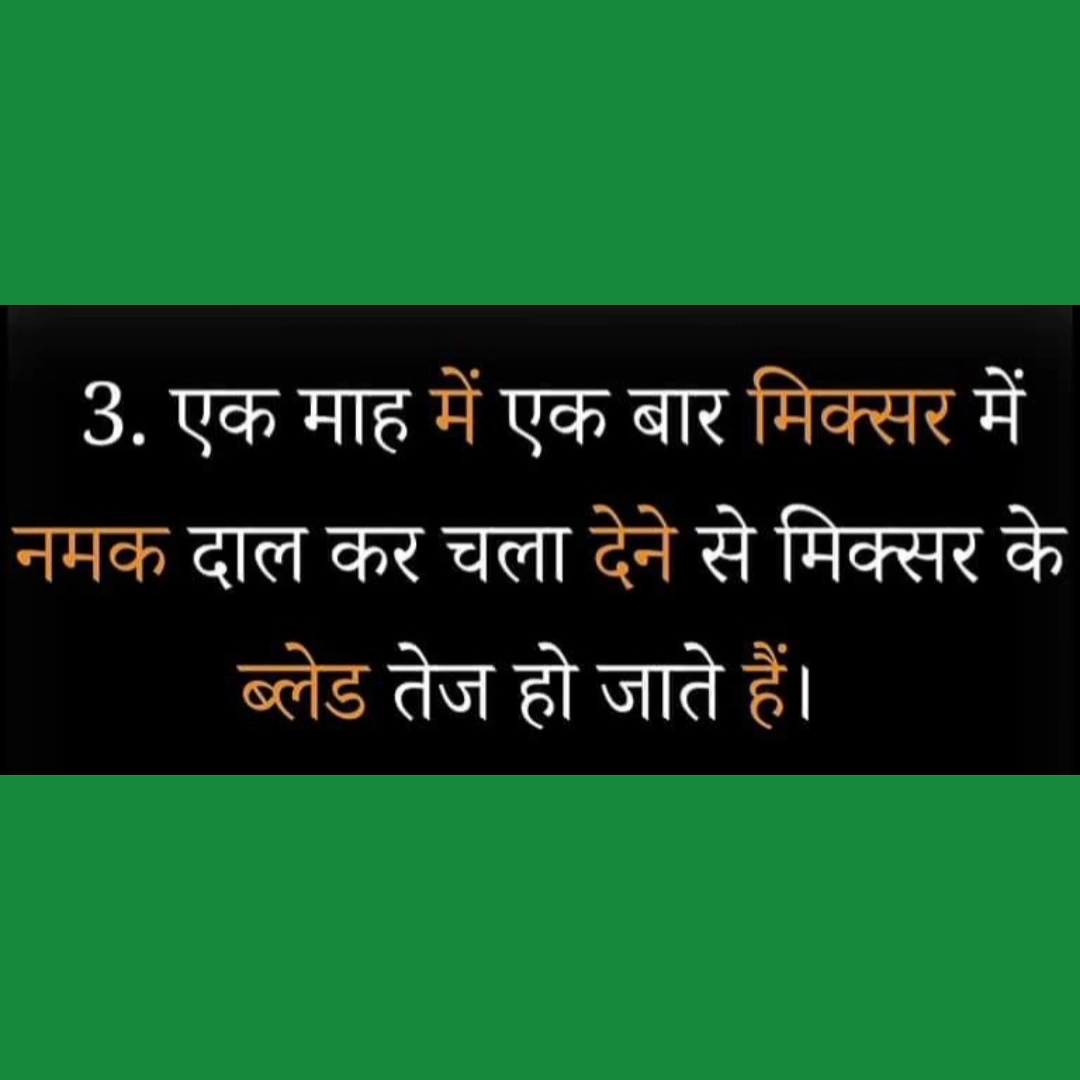 3. एक माह में एक बार मिक्सर में
नमक दाल कर चला देने से मिक्सर के
ब्लेड तेज हो जाते हैं।